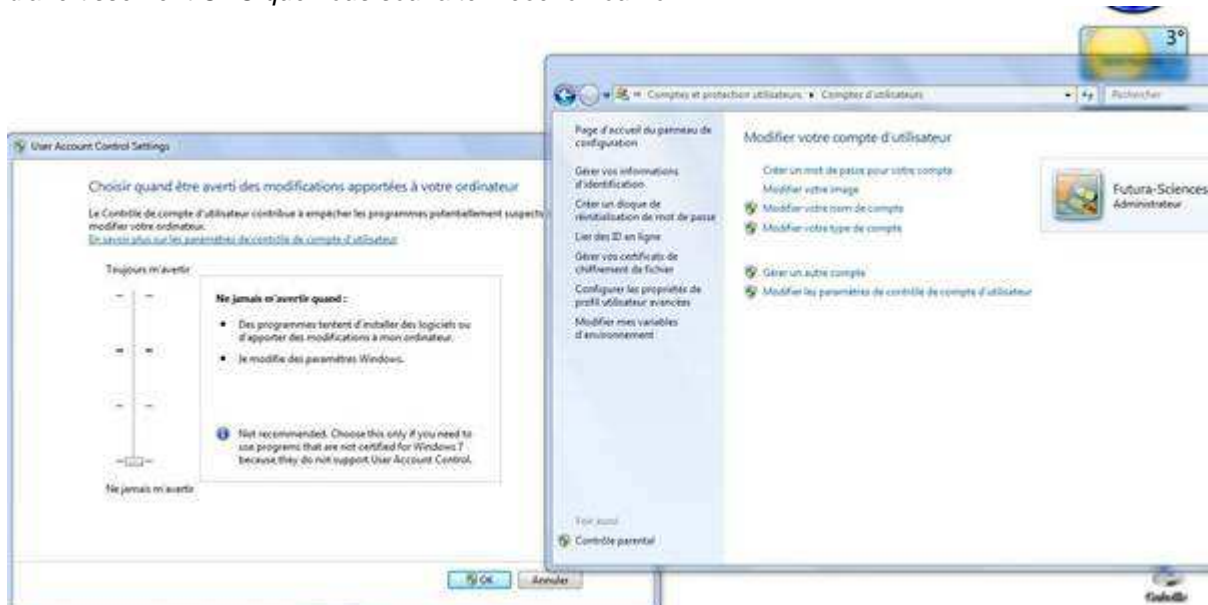 3°
User Account Control Settings
Choisir quand être averti des modifications apportées à votre ordinateur
Le Contrôle de compte d'utilisateur contribue à empêcher les programmes potentiellement suspects
modifier votre ordinateur.
En savoir plus sur les paramètres de contrôle de compte d'utilisateur
Toujours m'avertir
Ne jamais m'avertir quand :
• Des programmes tentent d'installer des logiciels ou
d'apporter des modifications à mon ordinateur.
• Je modifie des paramètres Windows.
Not recommended. Choose this only if you need to
use programs that are not certified for Windows 7
because they do not support User Account Control.
Ne jamais m'avertir
OK
Annuler
Comptes et protection utilisateurs
Comptes d'utilisateurs
Rechercher
Page d'accueil du panneau de
configuration
Gérer vos informations
d'identification
Créer un disque de
réinitialisation de mot de passe
Lier des ID en ligne
Gérer vos certificats de
chiffrement de fichier
Configurer les propriétés de
profil utilisateur avancées
Modifier mes variables
d'environnement
Voir aussi
Contrôle parental
Modifier votre compte d'utilisateur
Créer un mot de passe pour votre compte
Modifier votre image
Modifier votre nom de compte
Modifier votre type de compte
Gérer un autre compte
Modifier les paramètres de contrôle de compte d'utilisateur
Futura-Sciences
Administrateur